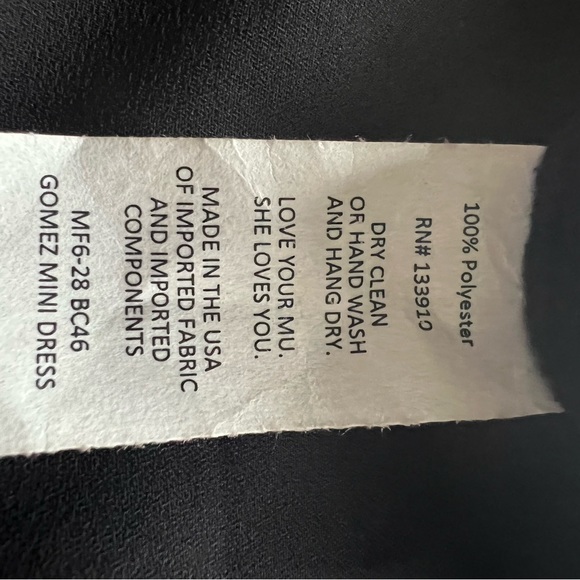 100% Polyester
RN# 133910
DRY CLEAN
OR HAND WASH
AND HANG DRY.
LOVE YOUR MU.
SHE LOVES YOU.
MADE IN THE USA
OF IMPORTED FABRIC
AND IMPORTED
COMPONENTS
MF6-28 BC46
GOMEZ MINI DRESS